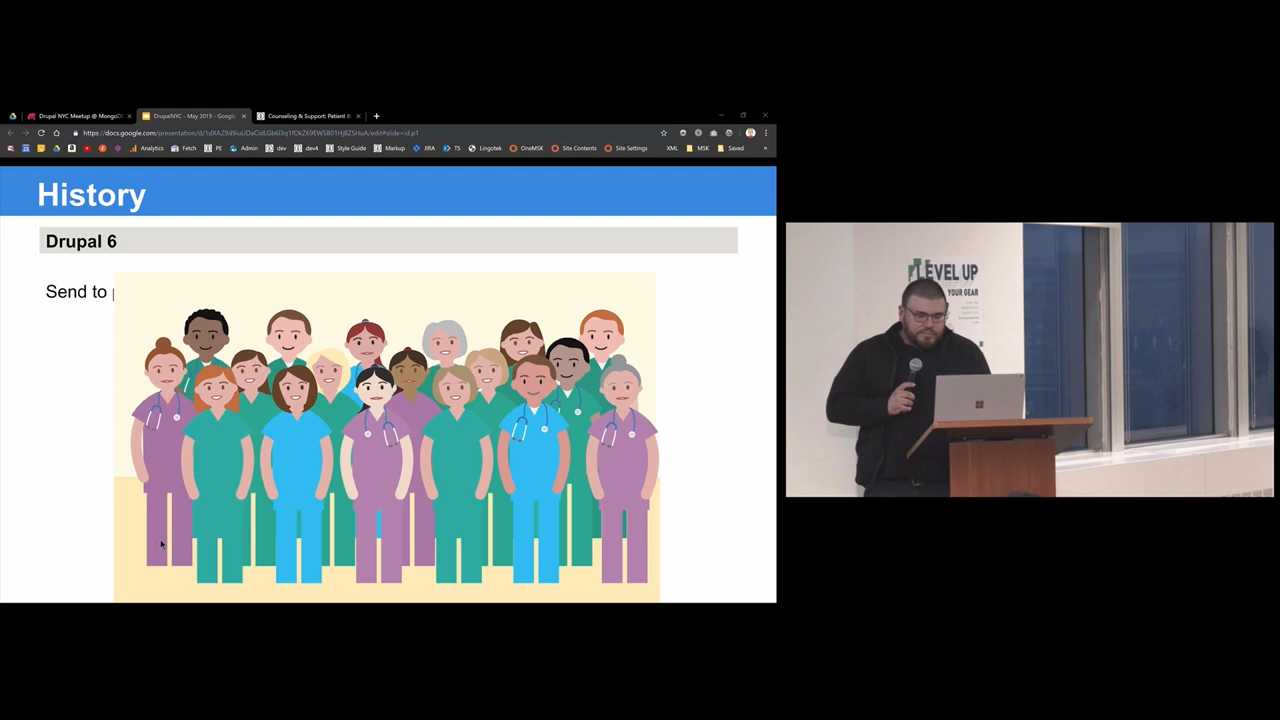 Drupal NYC Meetup @ MongoD
DrupalNYC - May 2019 - Google
Counseling & Support: Patient &
Analytics
Fetch
PE
Admin
dev
dev4
Style Guide
Markup
JIRA
TS
Lingotek
OneMSK
Site Contents
Site Settings
XML
MSK
Saved
»
History
Drupal 6
Send to
LEVEL UP
YOUR GEAR